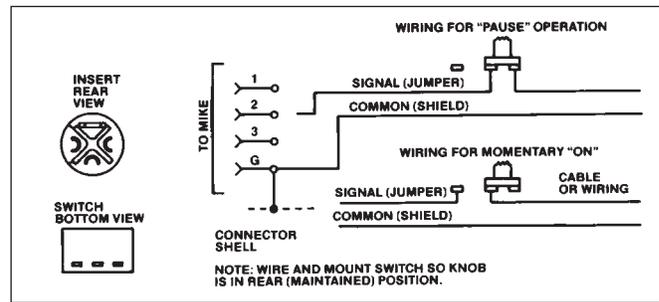 WIRING FOR "PAUSE" OPERATION
INSERT
REAR
VIEW
TO MIKE
1
2
3
G
SIGNAL (JUMPER)
COMMON (SHIELD)
WIRING FOR MOMENTARY "ON"
CABLE
OR WIRING
SIGNAL (JUMPER)
COMMON (SHIELD)
SWITCH
BOTTOM VIEW
CONNECTOR
SHELL
NOTE: WIRE AND MOUNT SWITCH SO KNOB
IS IN REAR (MAINTAINED) POSITION.